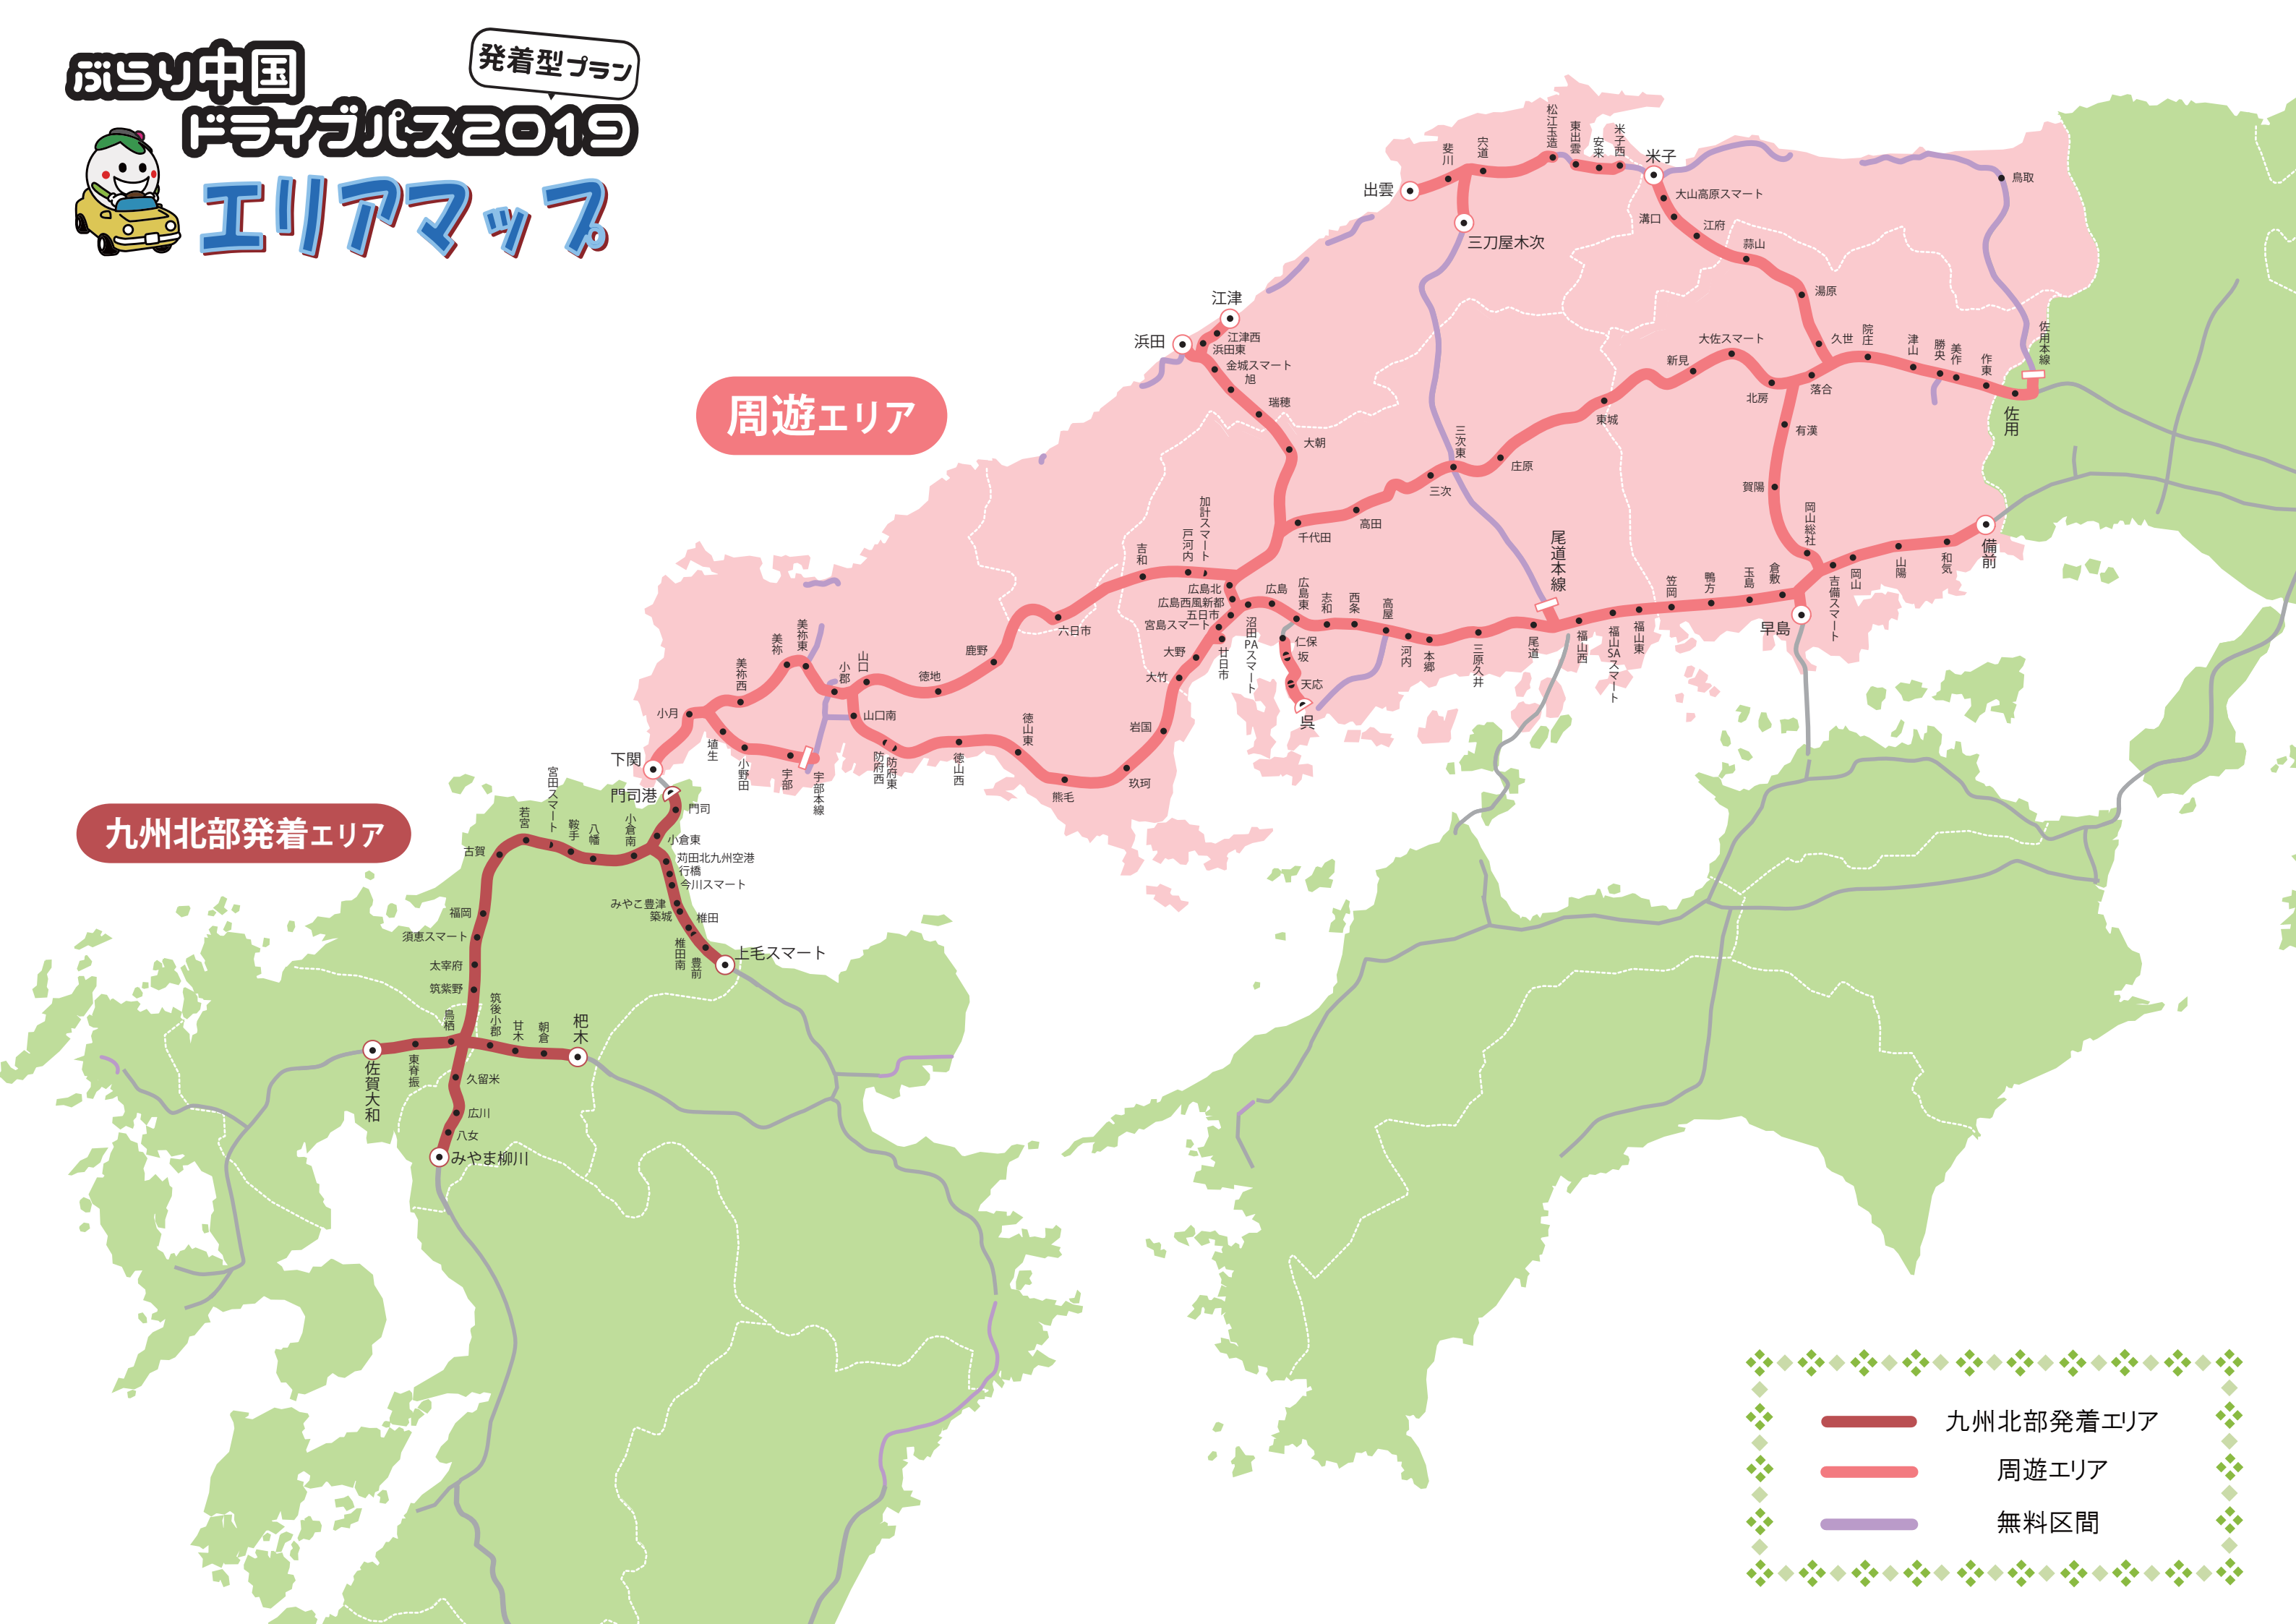 ぶらり中国
ドライブパス2019
発着型プラン
エリアマップ
周遊エリア
九州北部発着エリア
出雲
斐川
宍道
松江玉造
東出雲
安来
米子西
米子
三刀屋木次
大山高原スマート
溝口
江府
蒜山
湯原
久世
鳥取
大佐スマート
新見
北房
落合
院庄
津山
勝央
美作
作東
佐用本線
佐用
東城
有漢
賀陽
岡山総社
庄原
三次東
三次
高田
千代田
江津
江津西
浜田
浜田東
金城スマート
旭
瑞穂
大朝
加計スマート
戸河内
吉和
広島北
広島西風新都
五日市
宮島スマート
廿日市
沼田PAスマート
広島
広島東
志和
西条
高屋
河内
本郷
三原久井
尾道
尾道本線
福山西
福山SAスマート
福山東
笠岡
鴨方
玉島
倉敷
早島
吉備スマート
岡山
山陽
和気
備前
仁保
坂
天応
呉
大野
大竹
岩国
玖珂
熊毛
徳山東
徳山西
防府東
防府西
山口南
六日市
鹿野
徳地
山口
小郡
美祢東
美祢
美祢西
小月
埴生
小野田
宇部
宇部本線
下関
門司港
門司
小倉東
小倉南
八幡
鞍手
宮田スマート
若宮
古賀
福岡
須恵スマート
太宰府
筑紫野
鳥栖
筑後小郡
甘木
朝倉
杷木
東脊振
佐賀大和
久留米
広川
八女
みやま柳川
苅田北九州空港
行橋
今川スマート
みやこ豊津
築城
椎田
椎田南
豊前
上毛スマート
九州北部発着エリア
周遊エリア
無料区間